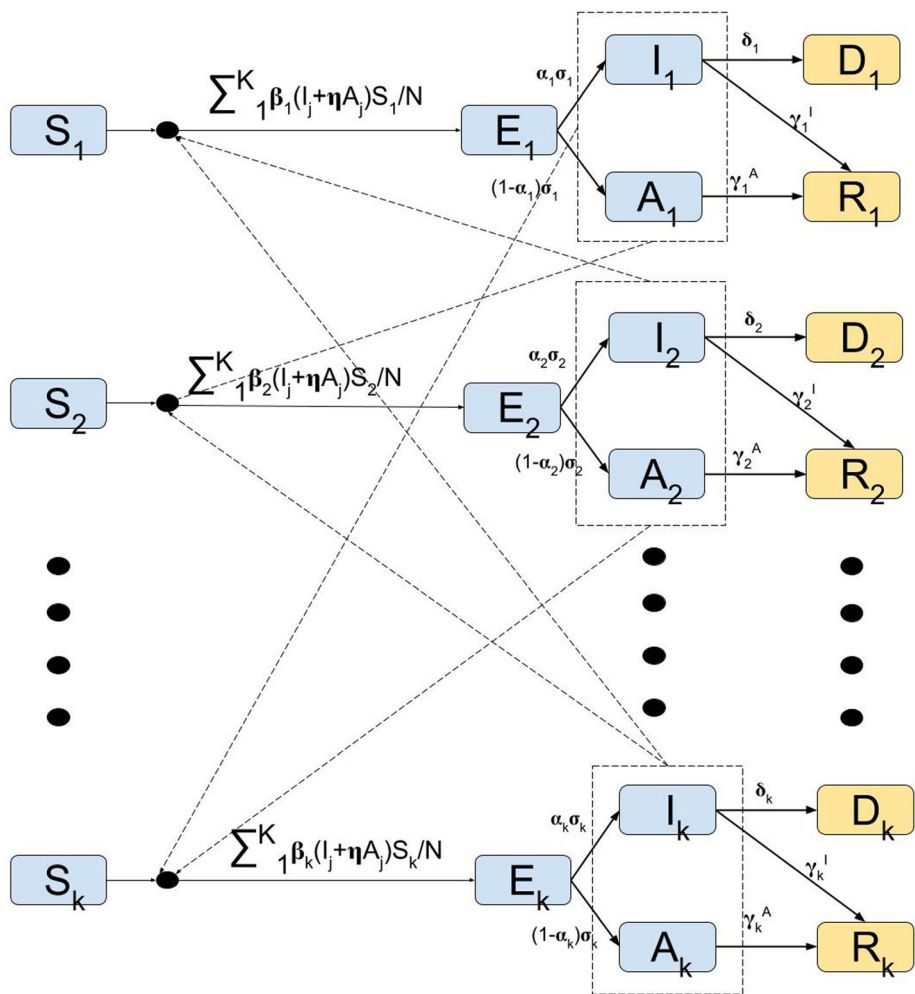 δ₁
I₁
D₁
α₁σ₁
∑ᴷ₁β₁(Iⱼ+ηAⱼ)S₁/N
S₁
E₁
γ₁ᴵ
(1-α₁)σ₁
γ₁ᴬ
A₁
R₁
δ₂
I₂
D₂
α₂σ₂
∑ᴷ₁β₂(Iⱼ+ηAⱼ)S₂/N
S₂
E₂
γ₂ᴵ
(1-α₂)σ₂
γ₂ᴬ
A₂
R₂
δₖ
Iₖ
Dₖ
αₖσₖ
∑ᴷ₁βₖ(Iⱼ+ηAⱼ)Sₖ/N
Sₖ
Eₖ
γₖᴵ
(1-αₖ)σₖ
γₖᴬ
Aₖ
Rₖ